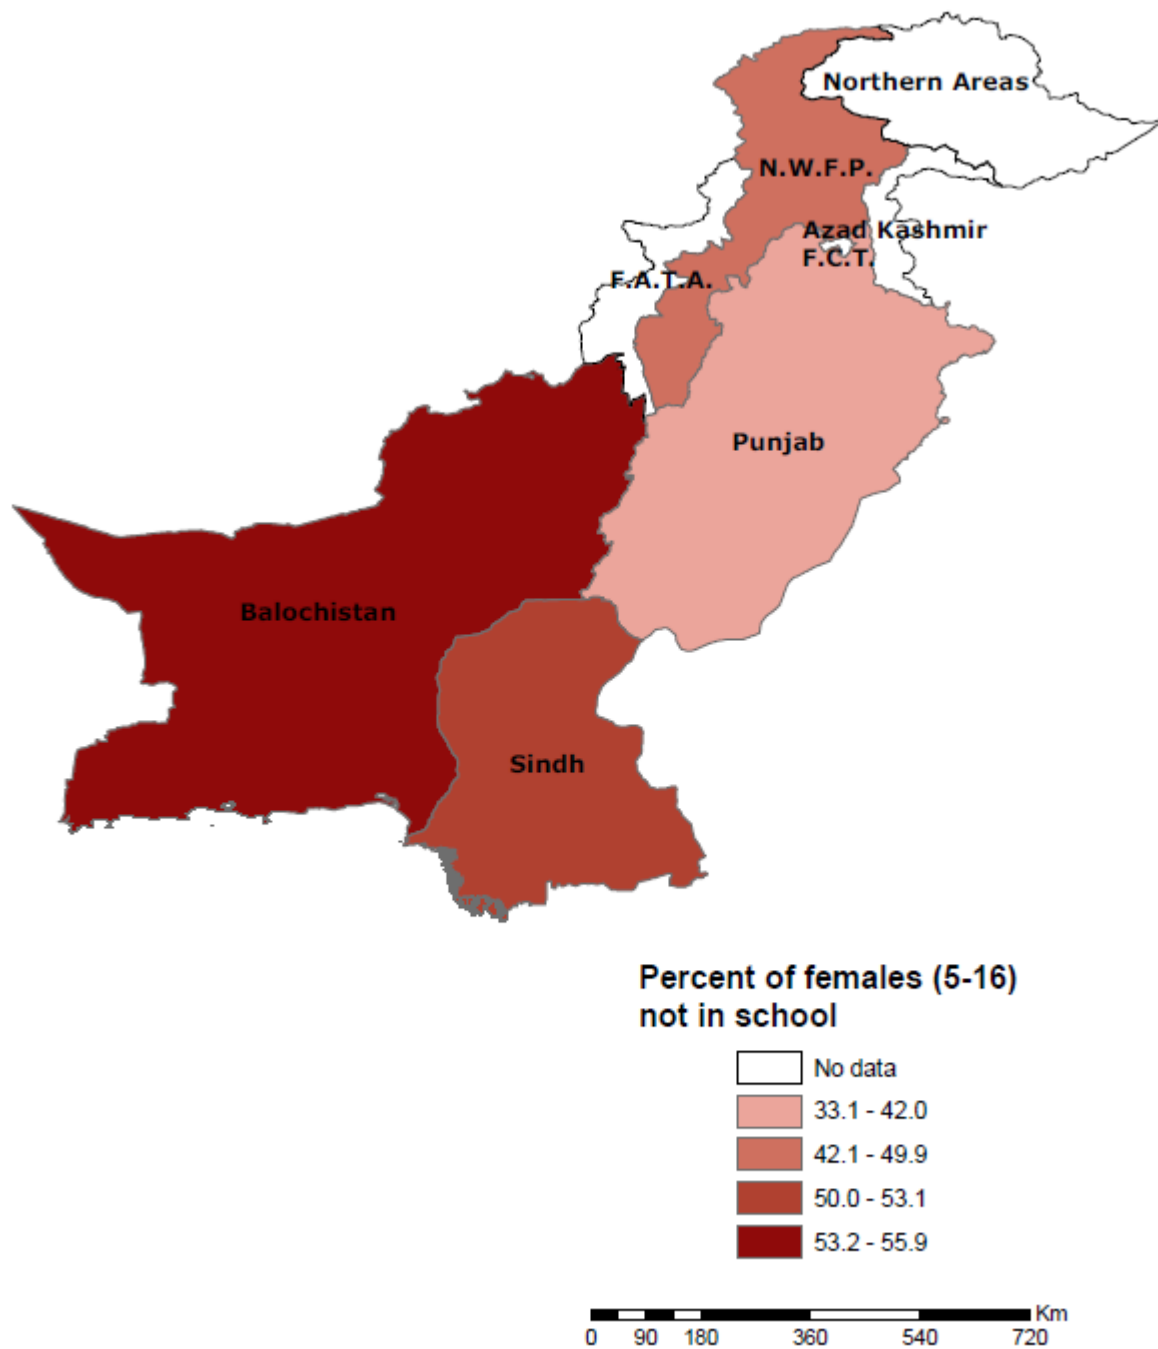 Northern Areas
N.W.F.P.
Azad Kashmir
F.C.T.
F.A.T.A.
Punjab
Balochistan
Sindh
Percent of females (5-16)
not in school
No data
33.1 - 42.0
42.1 - 49.9
50.0 - 53.1
53.2 - 55.9
Km
0 90 180 360 540 720